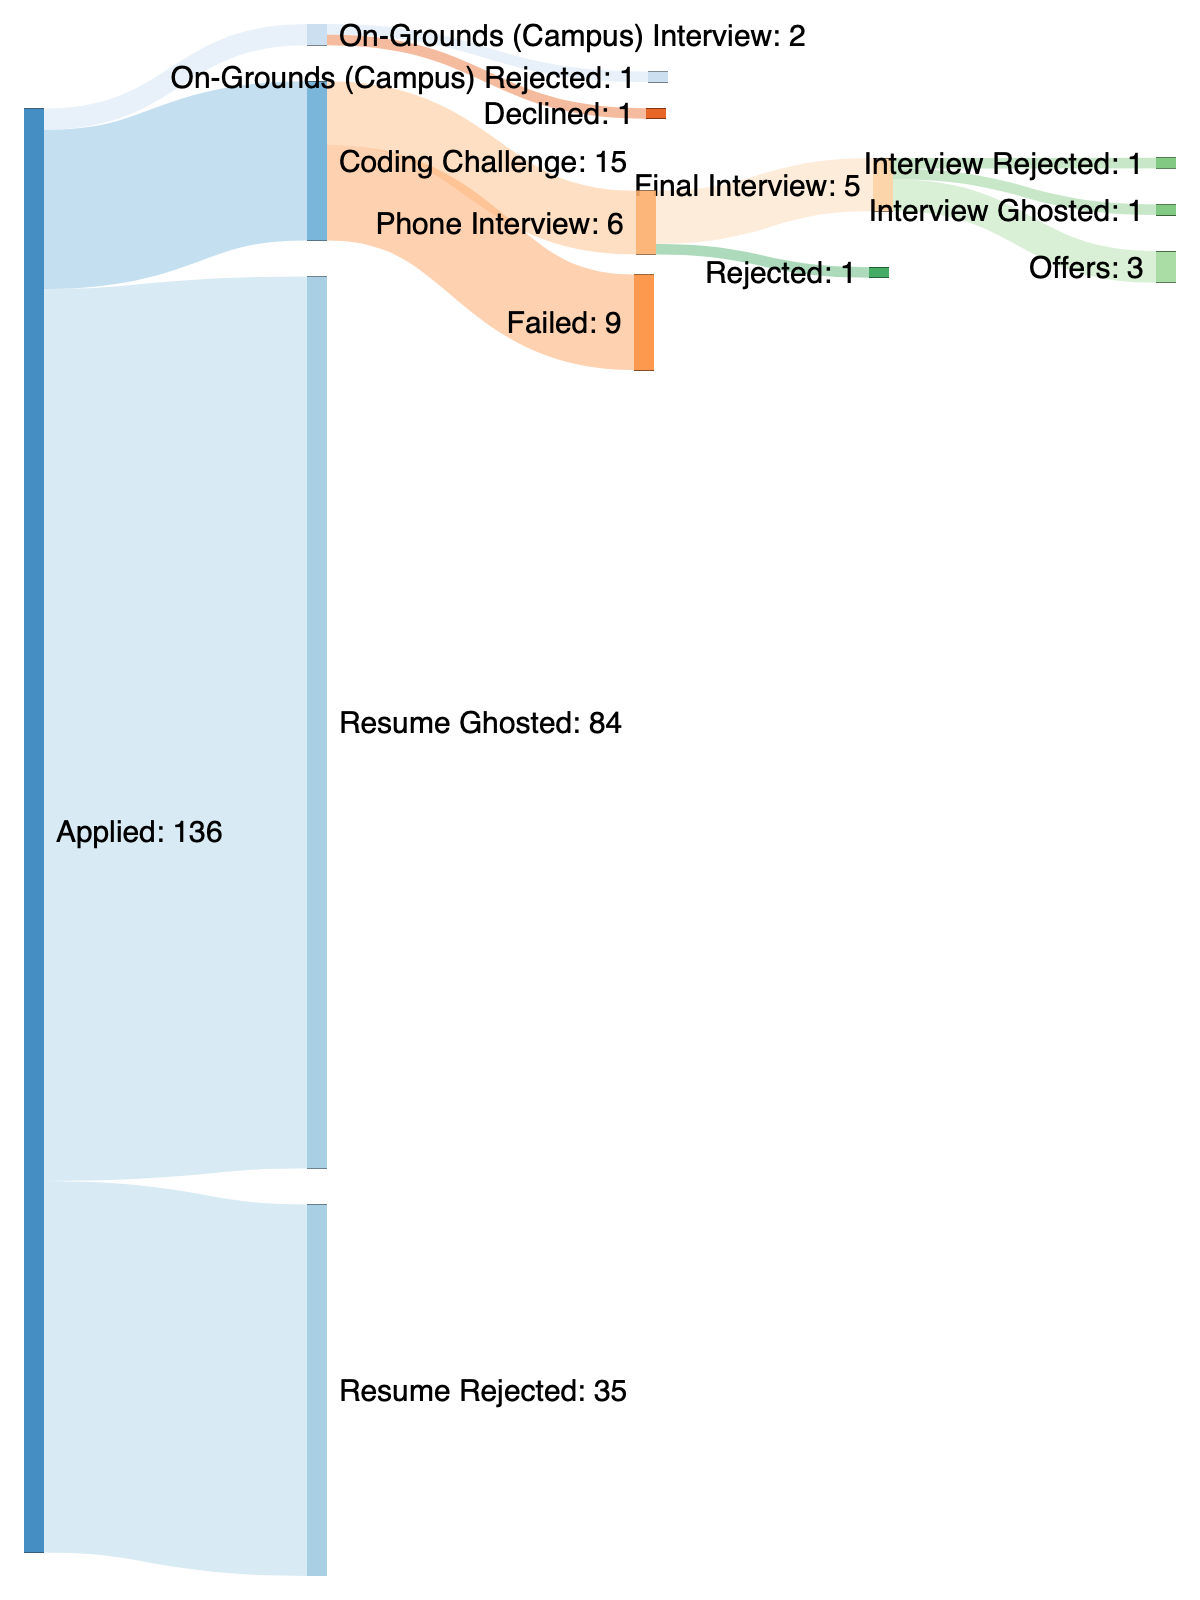 On-Grounds (Campus) Interview: 2
On-Grounds (Campus) Rejected: 1
Declined: 1
Coding Challenge: 15
Interview Rejected: 1
Final Interview: 5
Interview Ghosted: 1
Phone Interview: 6
Offers: 3
Rejected: 1
Failed: 9
Resume Ghosted: 84
Applied: 136
Resume Rejected: 35